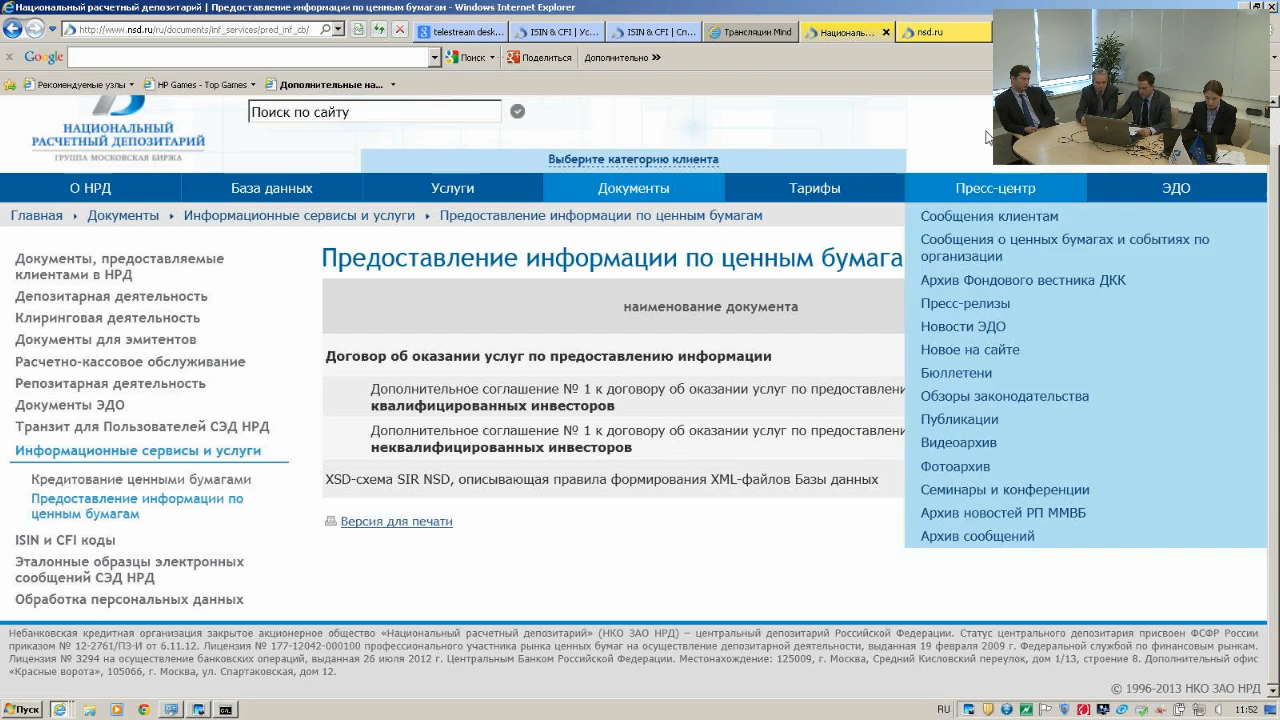 Национальный расчетный депозитарий | Предоставление информации по ценным бумагам - Windows Internet Explorer
http://www.nsd.ru/ru/documents/inf_services/pred_inf_cb/
telestream desk...
ISIN & CFI | Ус...
ISIN & CFI | Сп...
Трансляции Mind
Националь...
nsd.ru
Google
Поиск
Поделиться
Дополнительно »
Рекомендуемые узлы
HP Games - Top Games
Дополнительные на...
НАЦИОНАЛЬНЫЙ
РАСЧЕТНЫЙ ДЕПОЗИТАРИЙ
ГРУППА МОСКОВСКАЯ БИРЖА
Поиск по сайту
Выберите категорию клиента
О НРД
База данных
Услуги
Документы
Тарифы
Пресс-центр
ЭДО
Главная
Документы
Информационные сервисы и услуги
Предоставление информации по ценным бумагам
Документы, предоставляемые
клиентами в НРД
Депозитарная деятельность
Клиринговая деятельность
Документы для эмитентов
Расчетно-кассовое обслуживание
Репозитарная деятельность
Документы ЭДО
Транзит для Пользователей СЭД НРД
Информационные сервисы и услуги
Кредитование ценными бумагами
Предоставление информации по
ценным бумагам
ISIN и CFI коды
Эталонные образцы электронных
сообщений СЭД НРД
Обработка персональных данных
Предоставление информации по ценным бумага
наименование документа
Договор об оказании услуг по предоставлению информации
Дополнительное соглашение № 1 к договору об оказании услуг по предоставлени
квалифицированных инвесторов
Дополнительное соглашение № 1 к договору об оказании услуг по предоставлени
неквалифицированных инвесторов
XSD-схема SIR NSD, описывающая правила формирования XML-файлов Базы данных
Версия для печати
Сообщения клиентам
Сообщения о ценных бумагах и событиях по
организации
Архив Фондового вестника ДКК
Пресс-релизы
Новости ЭДО
Новое на сайте
Бюллетени
Обзоры законодательства
Публикации
Видеоархив
Фотоархив
Семинары и конференции
Архив новостей РП ММВБ
Архив сообщений
Небанковская кредитная организация закрытое акционерное общество «Национальный расчетный депозитарий» (НКО ЗАО НРД) – центральный депозитарий Российской Федерации. Статус центрального депозитария присвоен ФСФР России
приказом № 12-2761/ПЗ-И от 6.11.12. Лицензия № 177-12042-000100 профессионального участника рынка ценных бумаг на осуществление депозитарной деятельности, выданная 19 февраля 2009 г. Федеральной службой по финансовым рынкам.
Лицензия № 3294 на осуществление банковских операций, выданная 26 июля 2012 г. Центральным Банком Российской Федерации. Местонахождение: 125009, г. Москва, Средний Кисловский переулок, дом 1/13, строение 8. Дополнительный офис
«Красные ворота», 105066, г. Москва, ул. Спартаковская, дом 12.
© 1996-2013 НКО ЗАО НРД
Пуск
RU
11:52